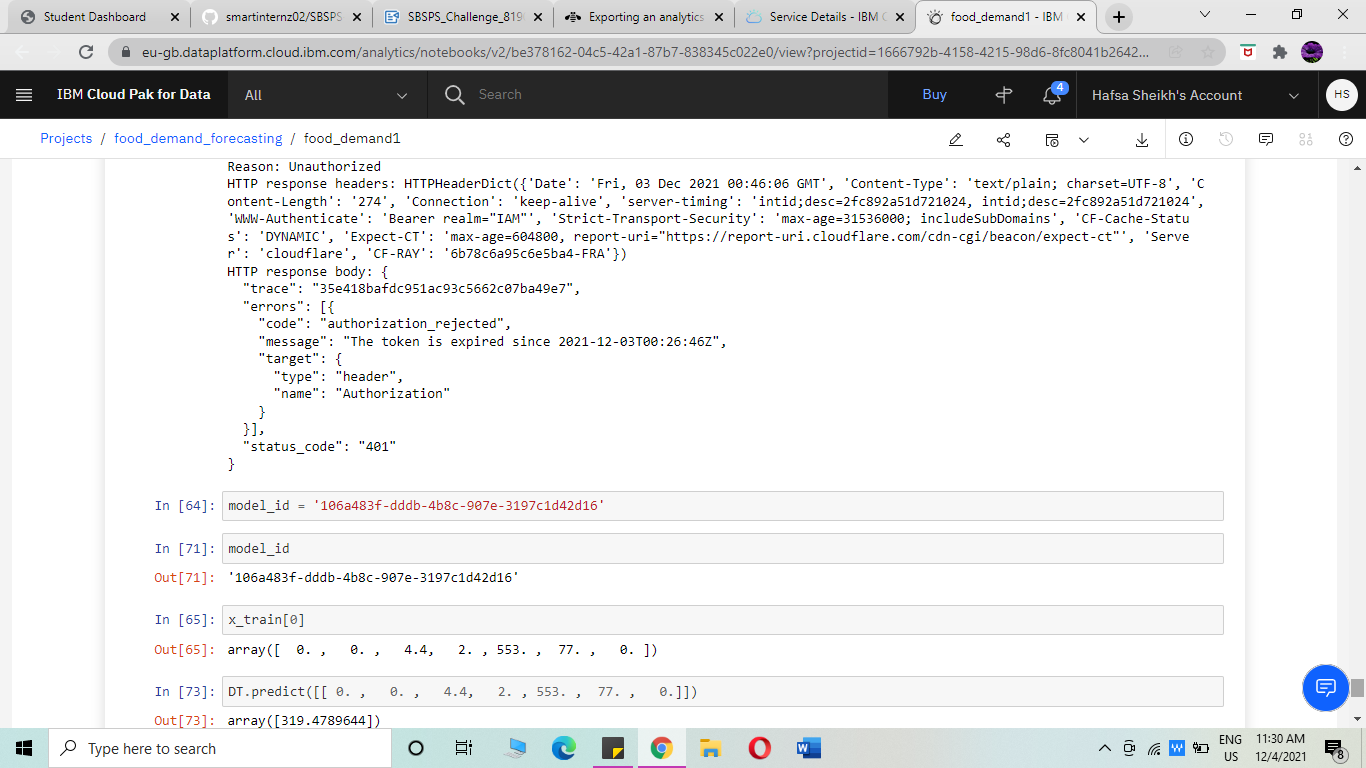 Student Dashboard
smartinternz02/SBSPS
SBSPS_Challenge_819
Exporting an analytics
Service Details - IBM C
food_demand1 - IBM
eu-gb.dataplatform.cloud.ibm.com/analytics/notebooks/v2/be378162-04c5-42a1-87b7-838345c022e0/view?projectid=1666792b-4158-4215-98d6-8fc8041b2642...
IBM Cloud Pak for Data
All
Search
Buy
4
Hafsa Sheikh's Account
HS
Projects / food_demand_forecasting / food_demand1
Reason: Unauthorized
HTTP response headers: HTTPHeaderDict({'Date': 'Fri, 03 Dec 2021 00:46:06 GMT', 'Content-Type': 'text/plain; charset=UTF-8', 'C
ontent-Length': '274', 'Connection': 'keep-alive', 'server-timing': 'intid;desc=2fc892a51d721024, intid;desc=2fc892a51d721024',
'WWW-Authenticate': 'Bearer realm="IAM"', 'Strict-Transport-Security': 'max-age=31536000; includeSubDomains', 'CF-Cache-Statu
s': 'DYNAMIC', 'Expect-CT': 'max-age=604800, report-uri="https://report-uri.cloudflare.com/cdn-cgi/beacon/expect-ct"', 'Serve
r': 'cloudflare', 'CF-RAY': '6b78c6a95c6e5ba4-FRA'})
HTTP response body: {
"trace": "35e418bafdc951ac93c5662c07ba49e7",
"errors": [{
"code": "authorization_rejected",
"message": "The token is expired since 2021-12-03T00:26:46Z",
"target": {
"type": "header",
"name": "Authorization"
}
}],
"status_code": "401"
}
In [64]: model_id = '106a483f-dddb-4b8c-907e-3197c1d42d16'
In [71]: model_id
Out[71]: '106a483f-dddb-4b8c-907e-3197c1d42d16'
In [65]: x_train[0]
Out[65]: array([ 0. , 0. , 4.4, 2. , 553. , 77. , 0. ])
In [73]: DT.predict([[ 0. , 0. , 4.4, 2. , 553. , 77. , 0.]])
Out[73]: array([319.4789644])
Type here to search
ENG
US
11:30 AM
12/4/2021
8